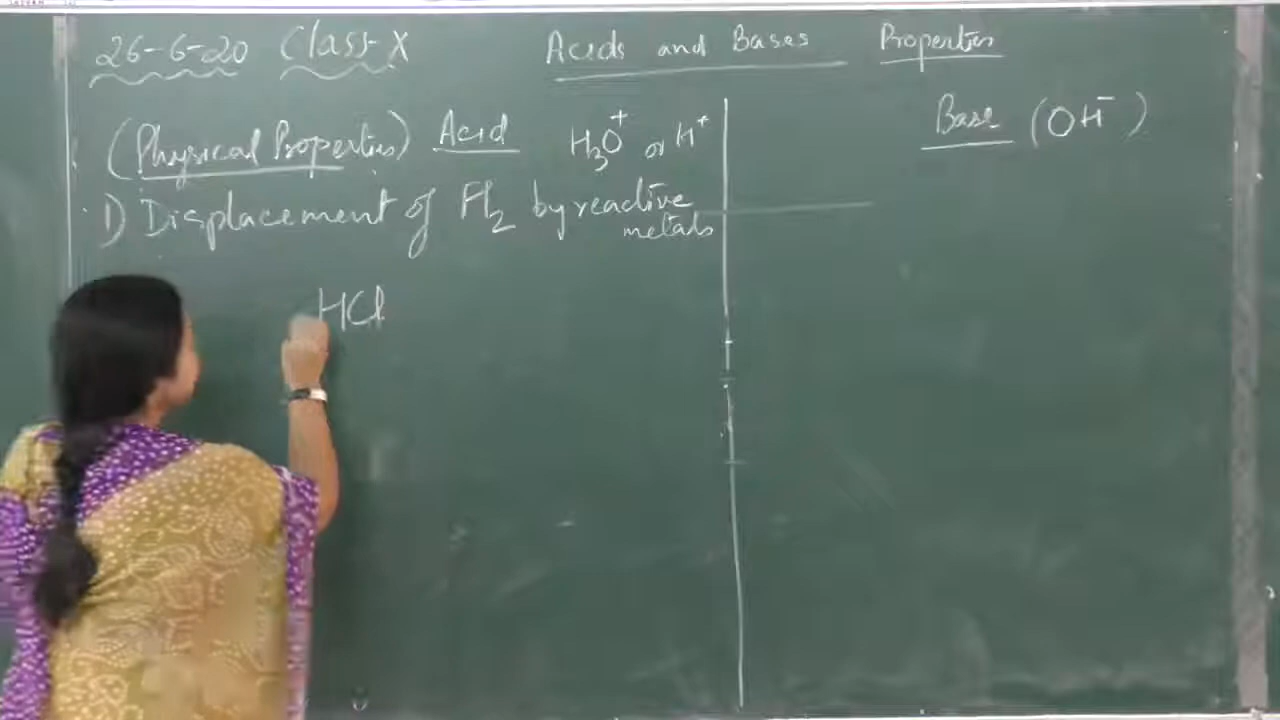 26-6-20 Class-X Acids and Bases Properties
(Physical Properties) Acid H₃O⁺ or H⁺
Base (OH⁻)
1) Displacement of H₂ by reactive
metals
HCl